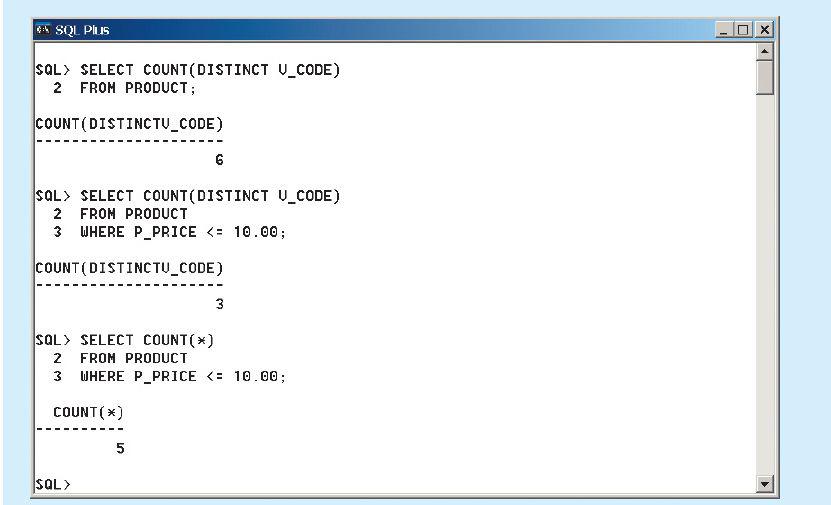 SQL Plus
SQL> SELECT COUNT(DISTINCT V_CODE)
2 FROM PRODUCT;
COUNT(DISTINCTV_CODE)
---------------------
6
SQL> SELECT COUNT(DISTINCT V_CODE)
2 FROM PRODUCT
3 WHERE P_PRICE <= 10.00;
COUNT(DISTINCTV_CODE)
---------------------
3
SQL> SELECT COUNT(*)
2 FROM PRODUCT
3 WHERE P_PRICE <= 10.00;
COUNT(*)
----------
5
SQL>